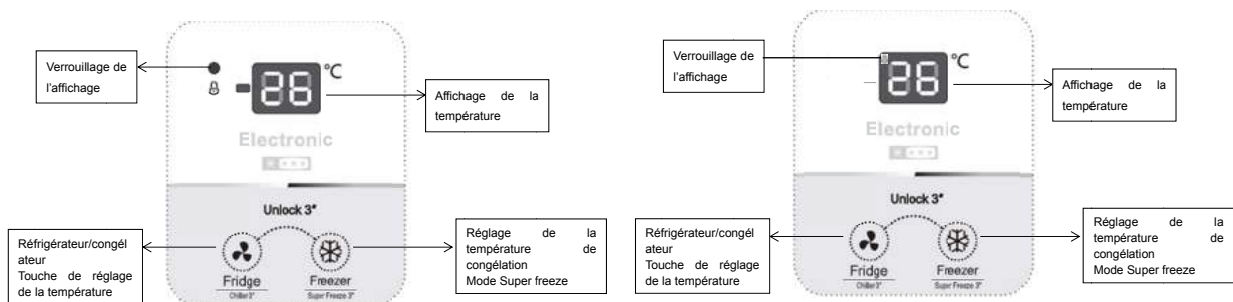 Verrouillage de
l'affichage
°C
26
Affichage de la
température
Electronic
Unlock 3"
Réfrigérateur/congél
ateur
Touche de réglage
de la température
Fridge
Chiller 3"
Freezer
Super Freeze 3"
Réglage de la
température de
congélation
Mode Super freeze
Verrouillage de
l'affichage
°C
26
Affichage de la
température
Electronic
Unlock 3"
Réfrigérateur/congél
ateur
Touche de réglage
de la température
Fridge
Chiller 3"
Freezer
Super Freeze 3"
Réglage de la
température de
congélation
Mode Super freeze